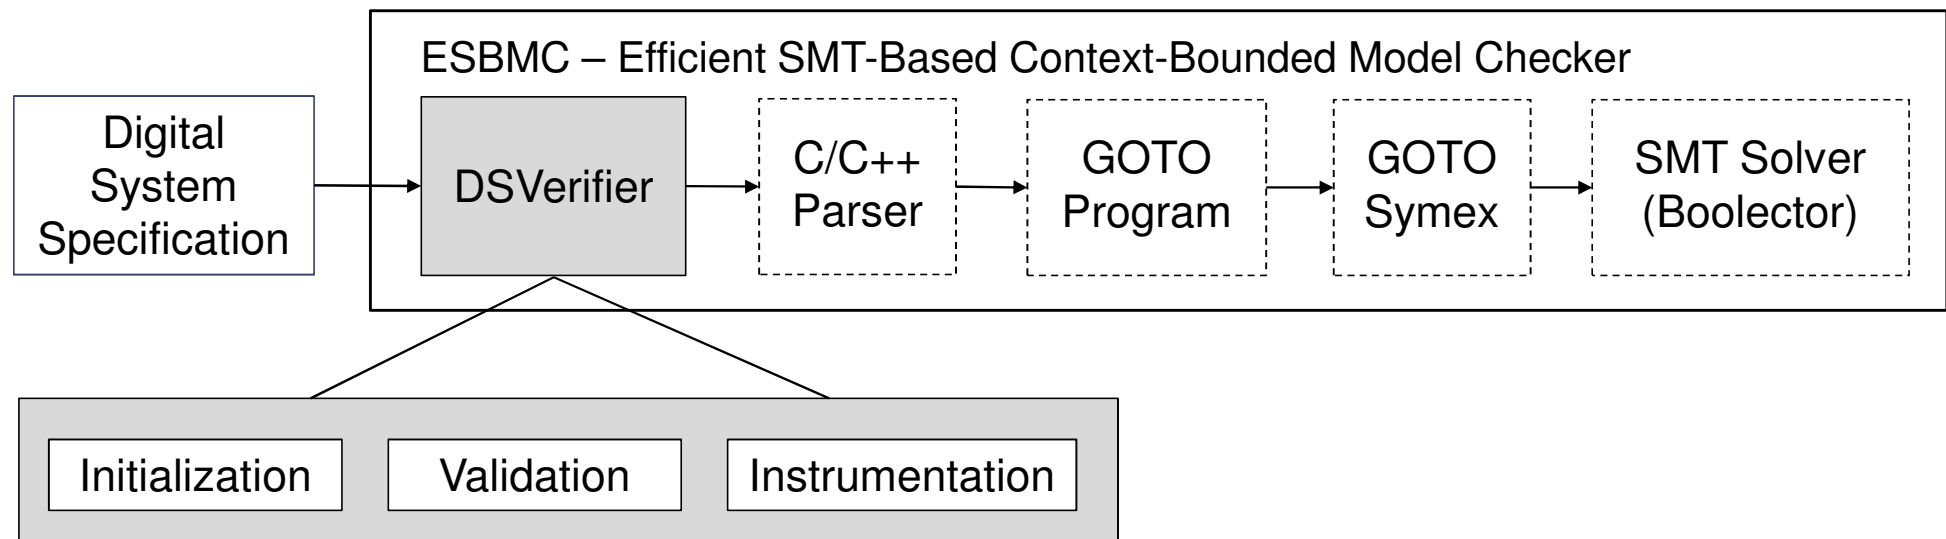 ESBMC – Efficient SMT-Based Context-Bounded Model Checker
Digital
System
Specification
DSVerifier
C/C++
Parser
GOTO
Program
GOTO
Symex
SMT Solver
(Boolector)
Initialization
Validation
Instrumentation